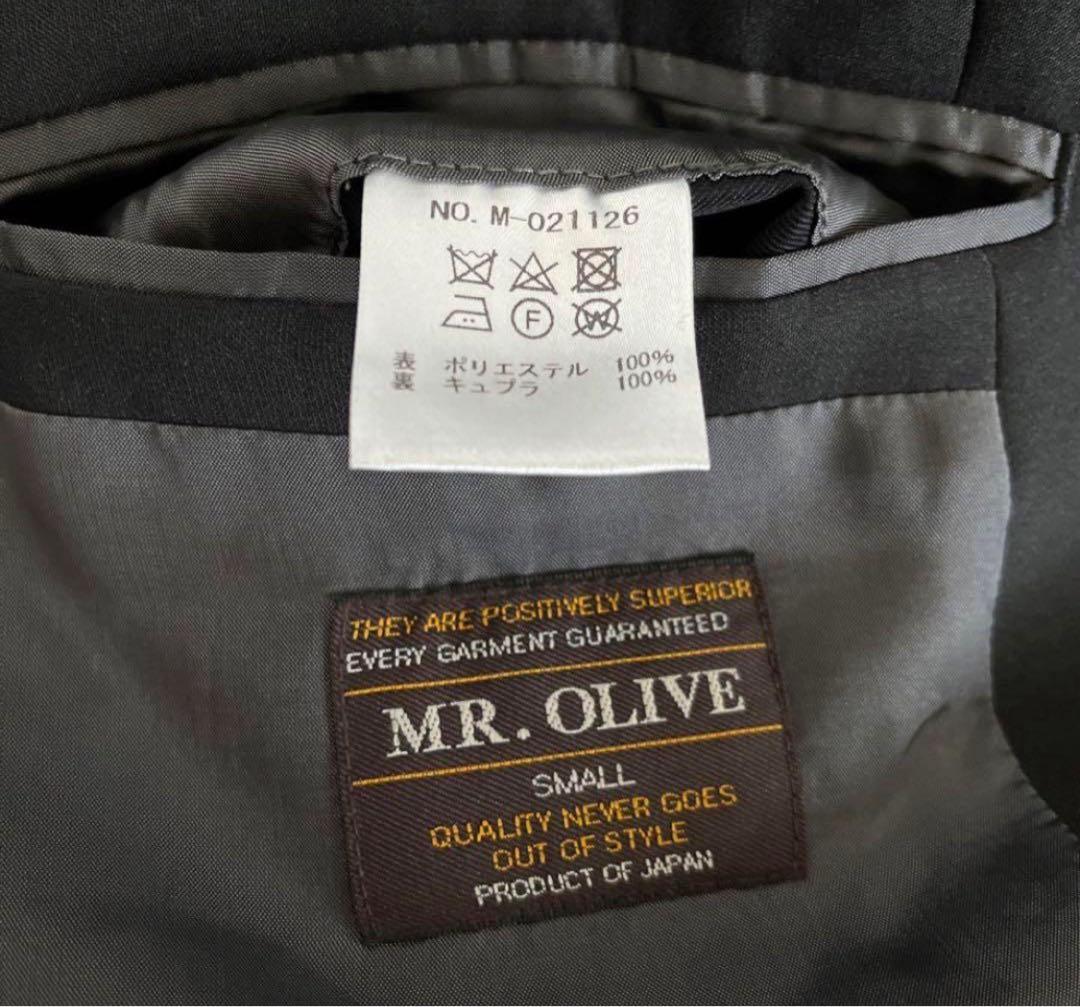 NO. M-021126
F
W
表 ポリエステル 100%
裏 キュプラ 100%
THEY ARE POSITIVELY SUPERIOR
EVERY GARMENT GUARANTEED
MR. OLIVE
SMALL
QUALITY NEVER GOES
OUT OF STYLE
PRODUCT OF JAPAN